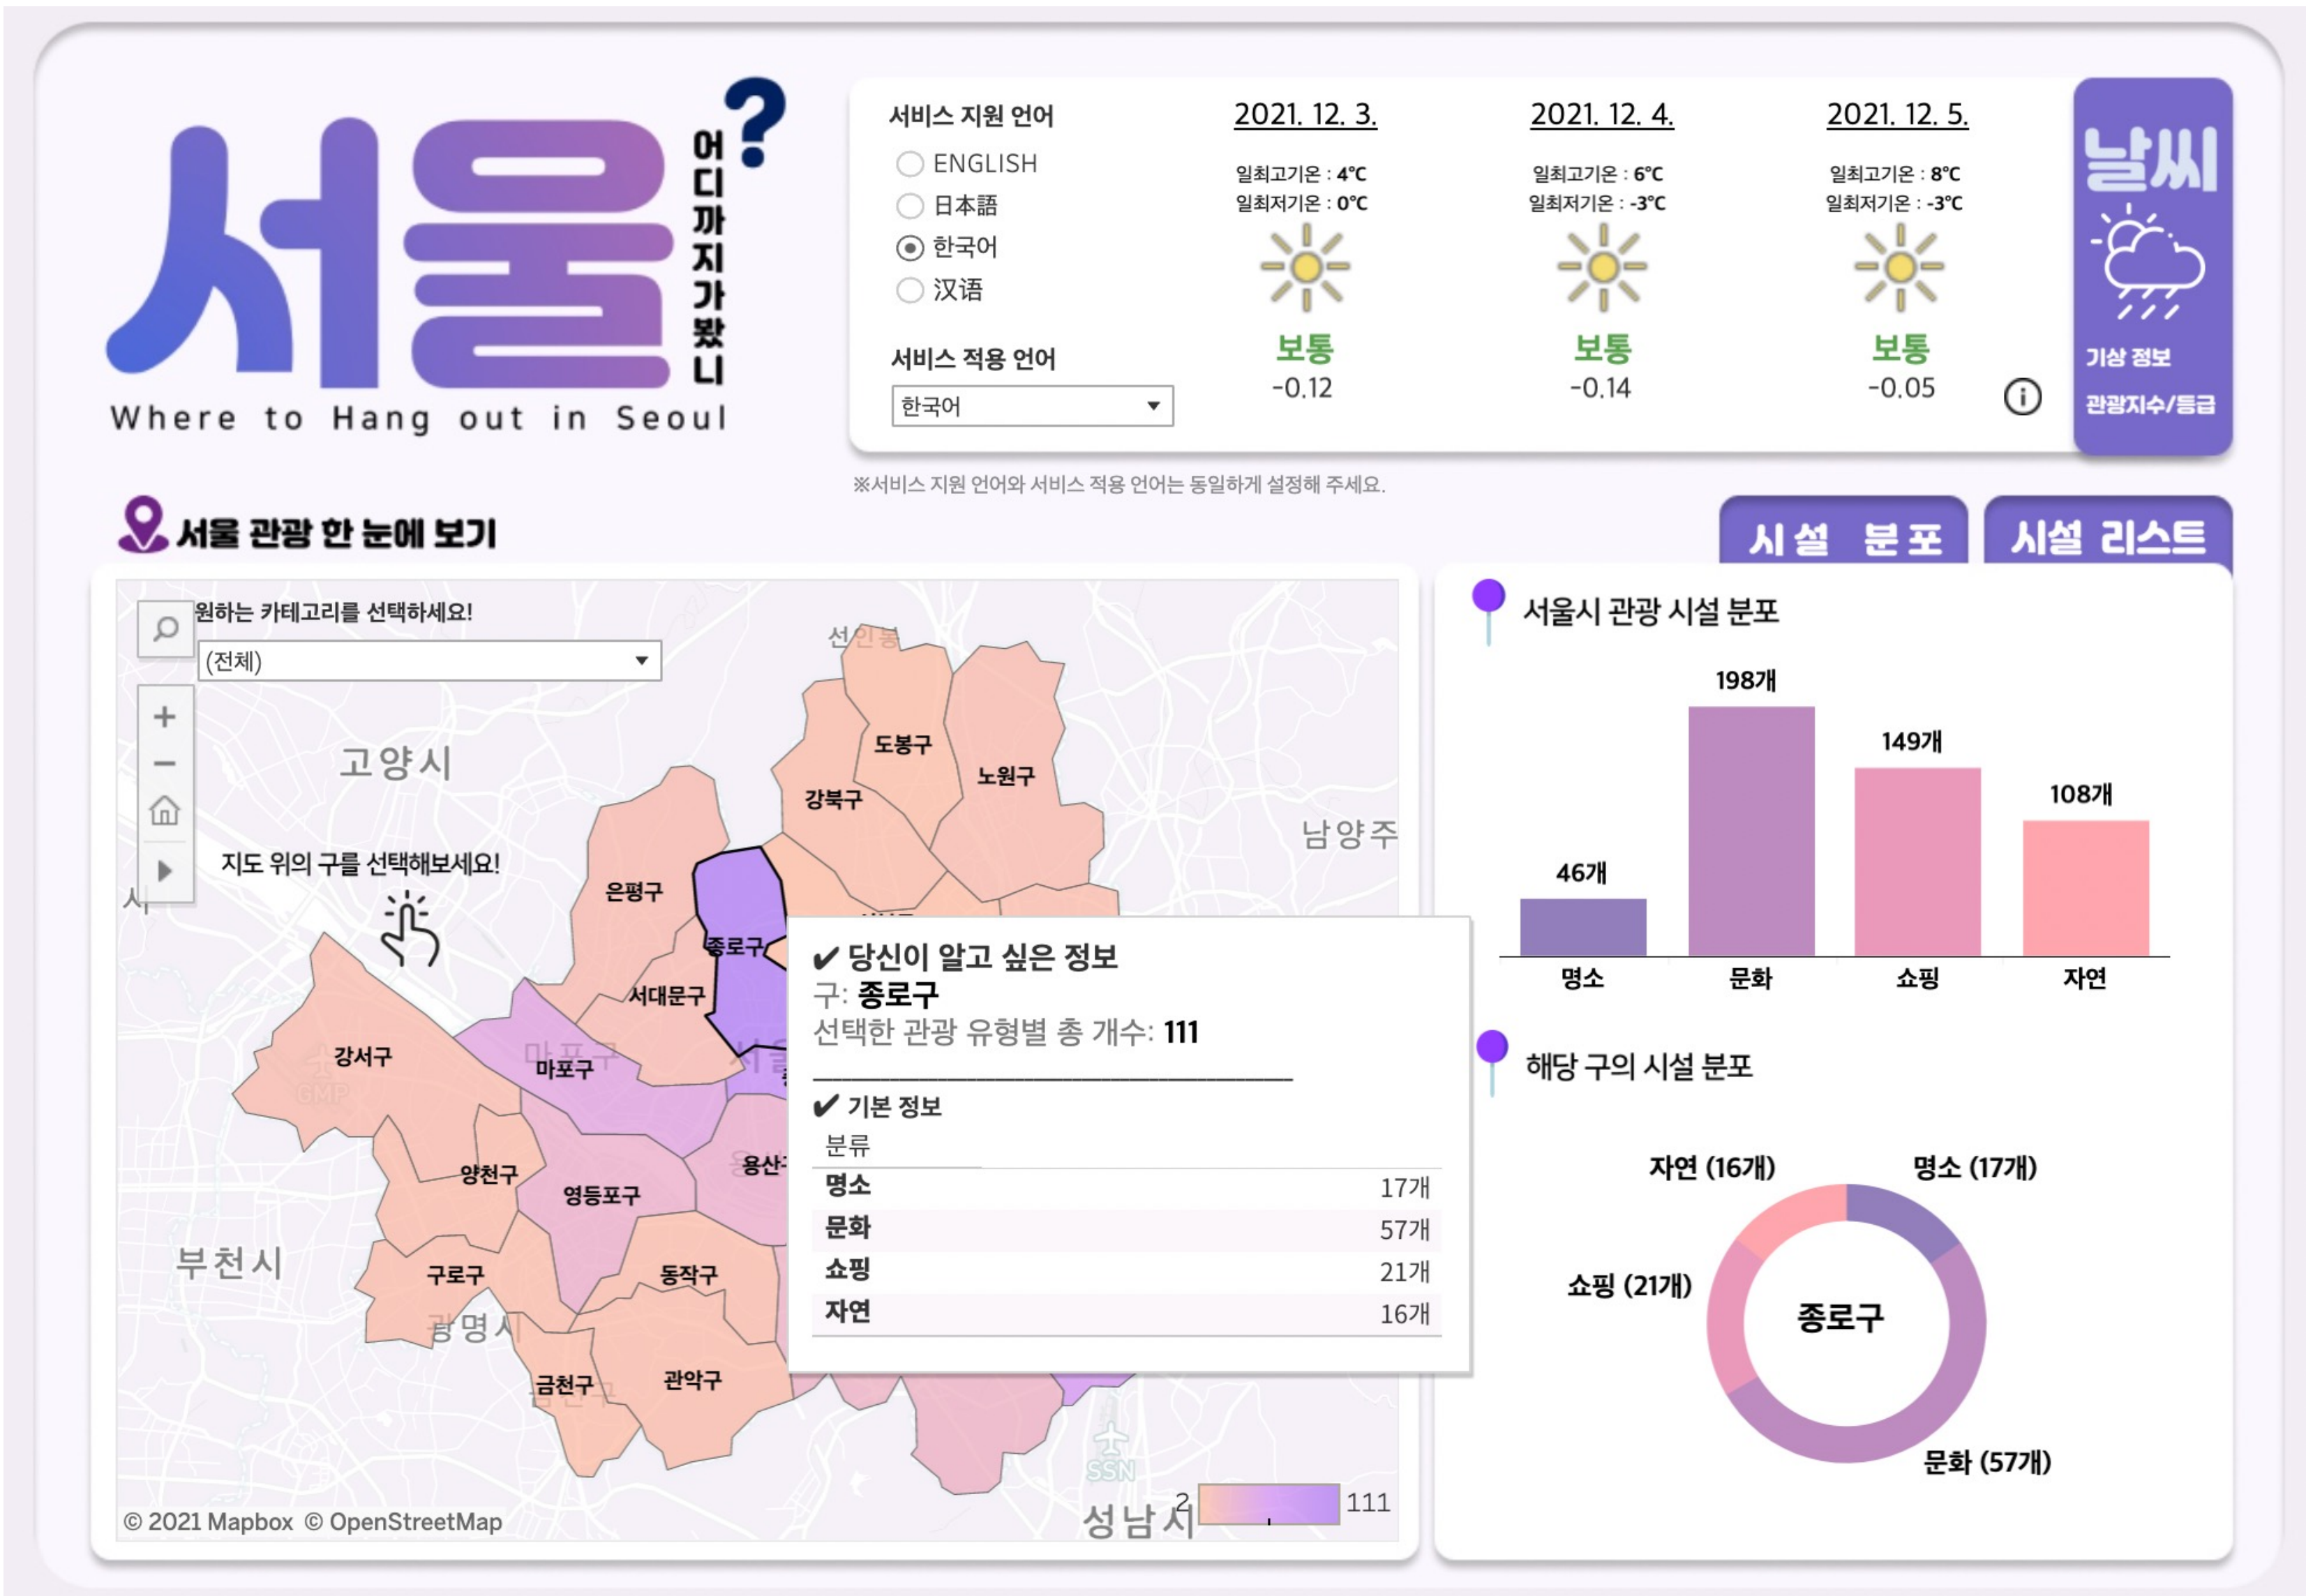 서울
어디까지가봤니
?
Where to Hang out in Seoul
서비스 지원 언어
ENGLISH
日本語
한국어
汉语
서비스 적용 언어
한국어
2021. 12. 3.
일최고기온 : 4℃
일최저기온 : 0℃
보통
-0.12
2021. 12. 4.
일최고기온 : 6℃
일최저기온 : -3℃
보통
-0.14
2021. 12. 5.
일최고기온 : 8℃
일최저기온 : -3℃
보통
-0.05
날씨
기상 정보
관광지수/등급
※서비스 지원 언어와 서비스 적용 언어는 동일하게 설정해 주세요.
서울 관광 한 눈에 보기
시설 분포
시설 리스트
원하는 카테고리를 선택하세요!
(전체)
지도 위의 구를 선택해보세요!
선인봉
고양시
남양주
시
도봉구
노원구
강북구
은평구
종로구
서대문구
강서구
GMP
마포구
마포구
서울
용산
양천구
영등포구
부천시
구로구
동작구
광명시
금천구
관악구
SSN
성남시
2
111
© 2021 Mapbox © OpenStreetMap
✔ 당신이 알고 싶은 정보
구: 종로구
선택한 관광 유형별 총 개수: 111
✔ 기본 정보
분류
명소 17개
문화 57개
쇼핑 21개
자연 16개
서울시 관광 시설 분포
46개
198개
149개
108개
명소
문화
쇼핑
자연
해당 구의 시설 분포
자연 (16개)
명소 (17개)
쇼핑 (21개)
종로구
문화 (57개)